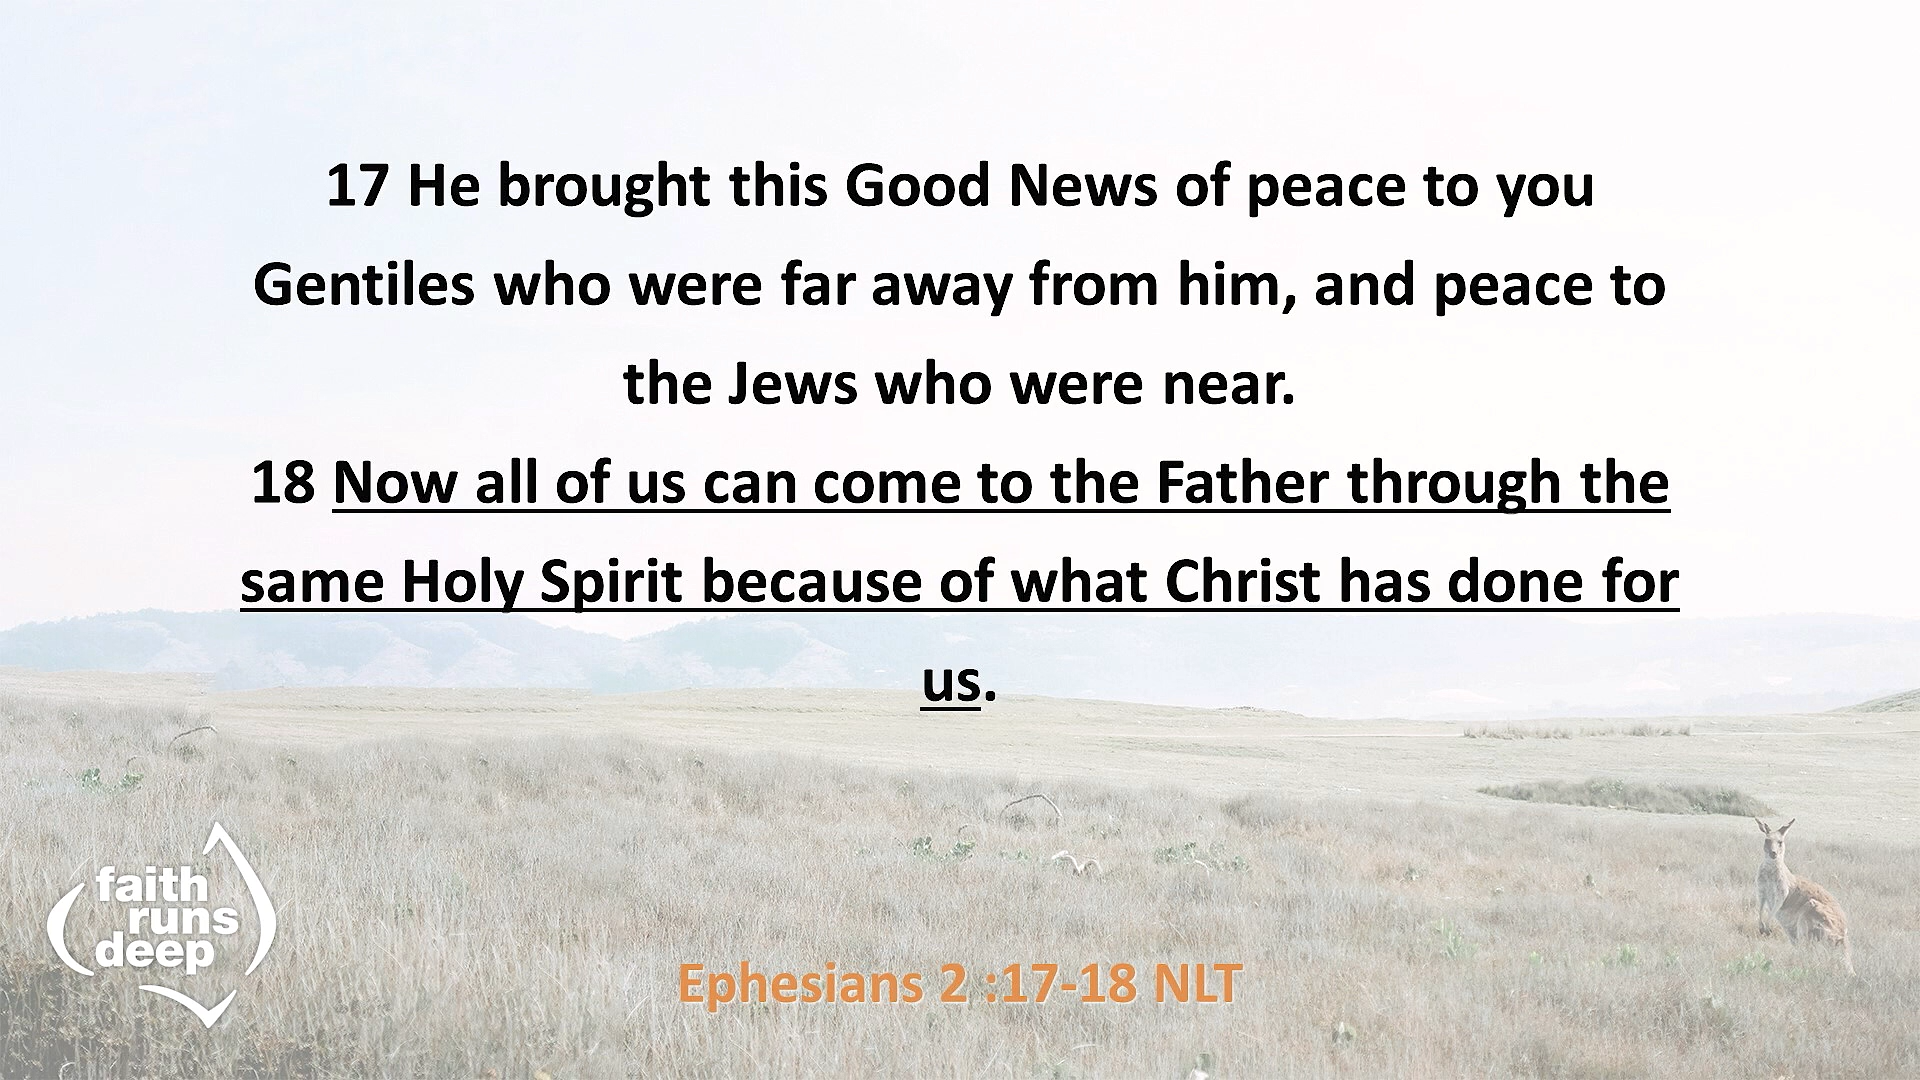 17 He brought this Good News of peace to you
Gentiles who were far away from him, and peace to
the Jews who were near.
18 Now all of us can come to the Father through the
same Holy Spirit because of what Christ has done for
us.
faith
runs
deep
Ephesians 2 :17-18 NLT